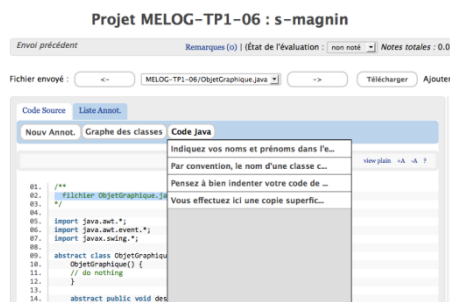 Projet MELOG-TP1-06 : s-magnin
Envoi précédent Remarques (0) | (État de l'évaluation : non noté Notes totales : 0.0
Fichier envoyé : <- MELOG-TP1-06/ObjetGraphique.java -> Télécharger Ajouter
Code Source Liste Annot.
Nouv Annot. Graphe des classes Code Java
Indiquez vos noms et prénoms dans l'e...
Par convention, le nom d'une classe c...
Pensez à bien indenter votre code de ...
Vous effectuez ici une copie superfic...
view plain +A -A ?
01. /**
02. filchier ObjetGraphique.ja
03. */
04.
05. import java.awt.*;
06. import java.awt.event.*;
07. import javax.swing.*;
08.
09. abstract class ObjetGraphiqu
10. ObjetGraphique() {
11. // do nothing
12. }
13.
14. abstract public void des